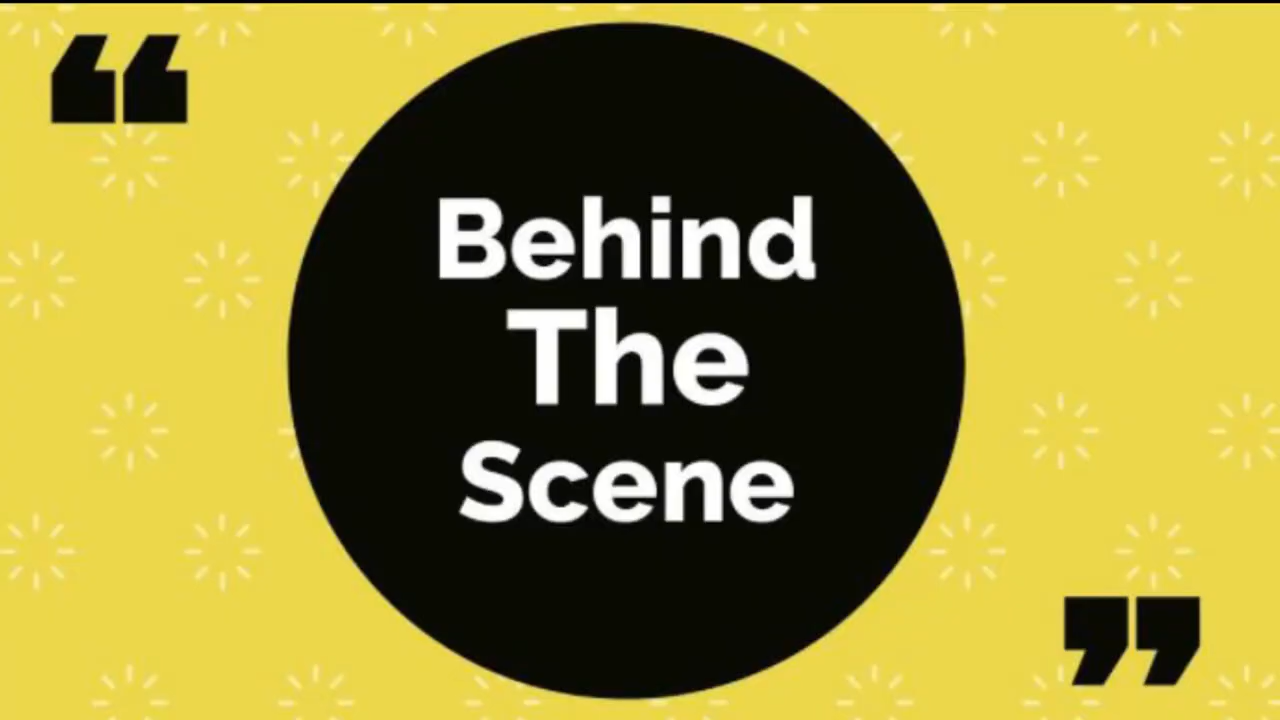 “
Behind
The
Scene
”